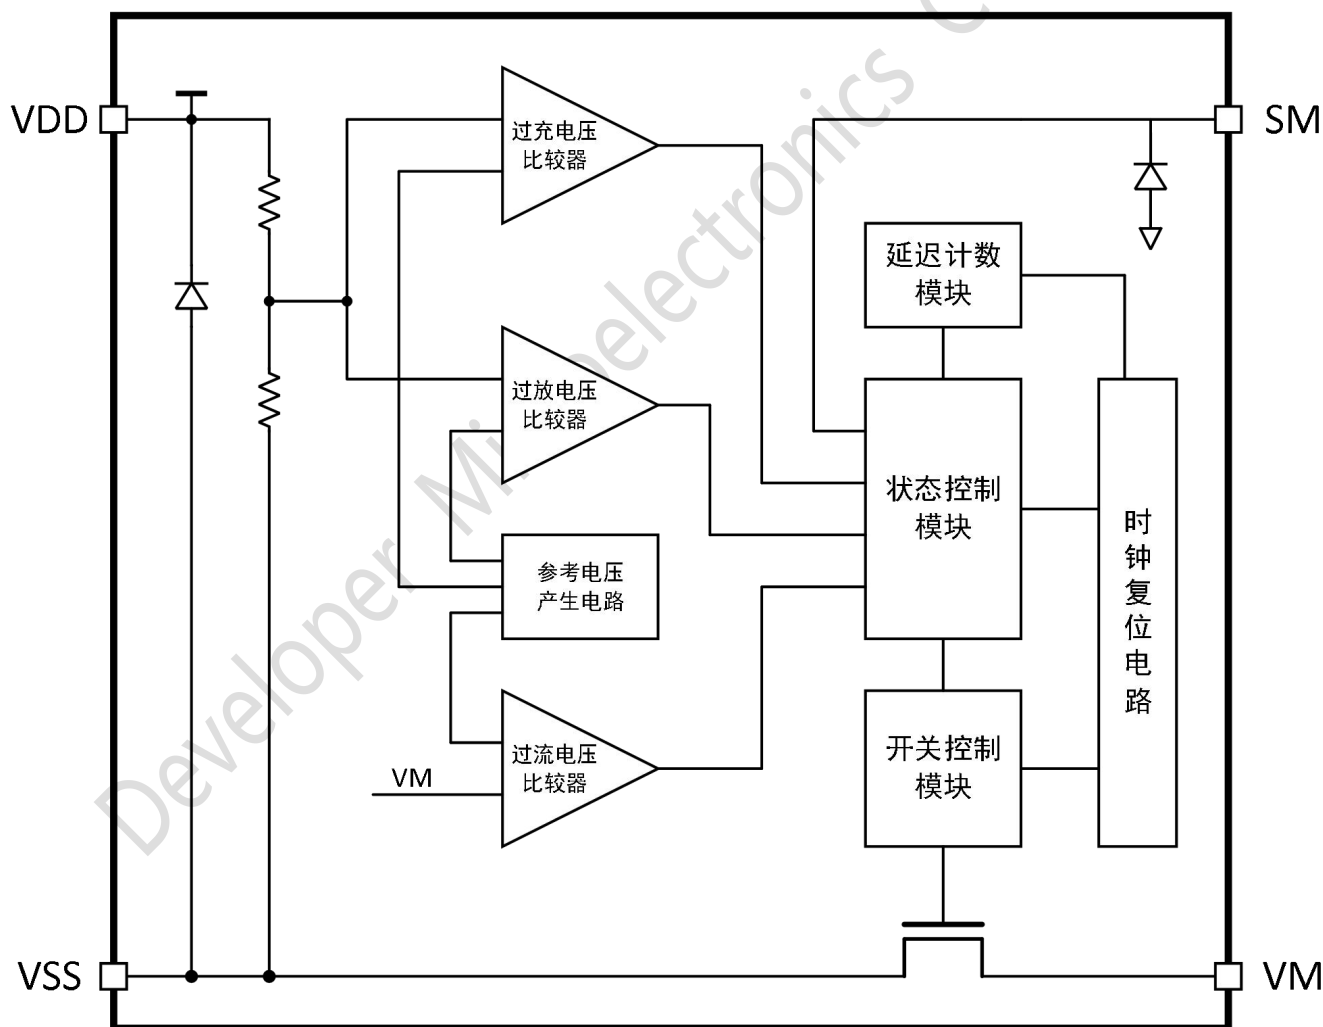 VDD
SM
过充电压
比较器
延迟计数
模块
过放电压
比较器
状态控制
模块
时钟复位电路
参考电压
产生电路
过流电压
比较器
VM
开关控制
模块
VSS
VM
Developer Microelectronics C